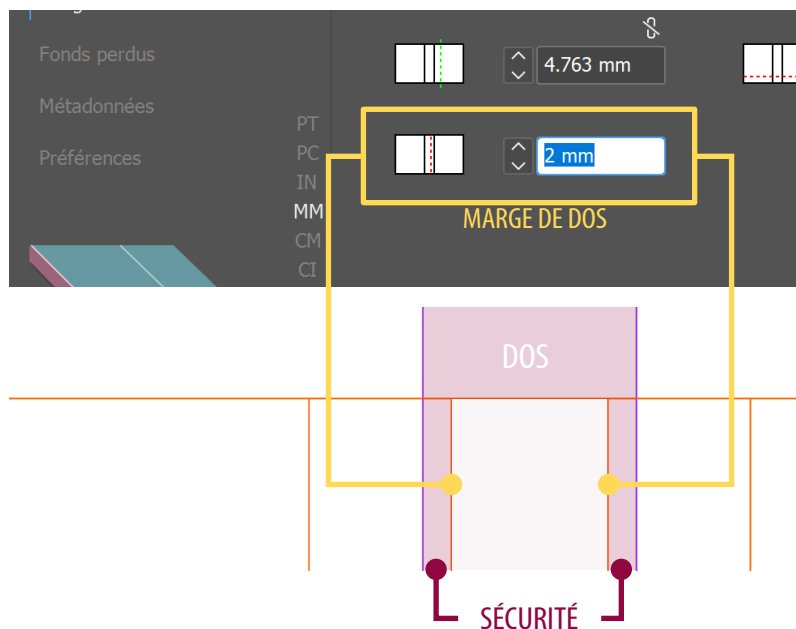 Fonds perdus
4.763 mm
Métadonnées
PT
Préférences
PC
2 mm
IN
MM
MARGE DE DOS
CM
CI
DOS
SÉCURITÉ